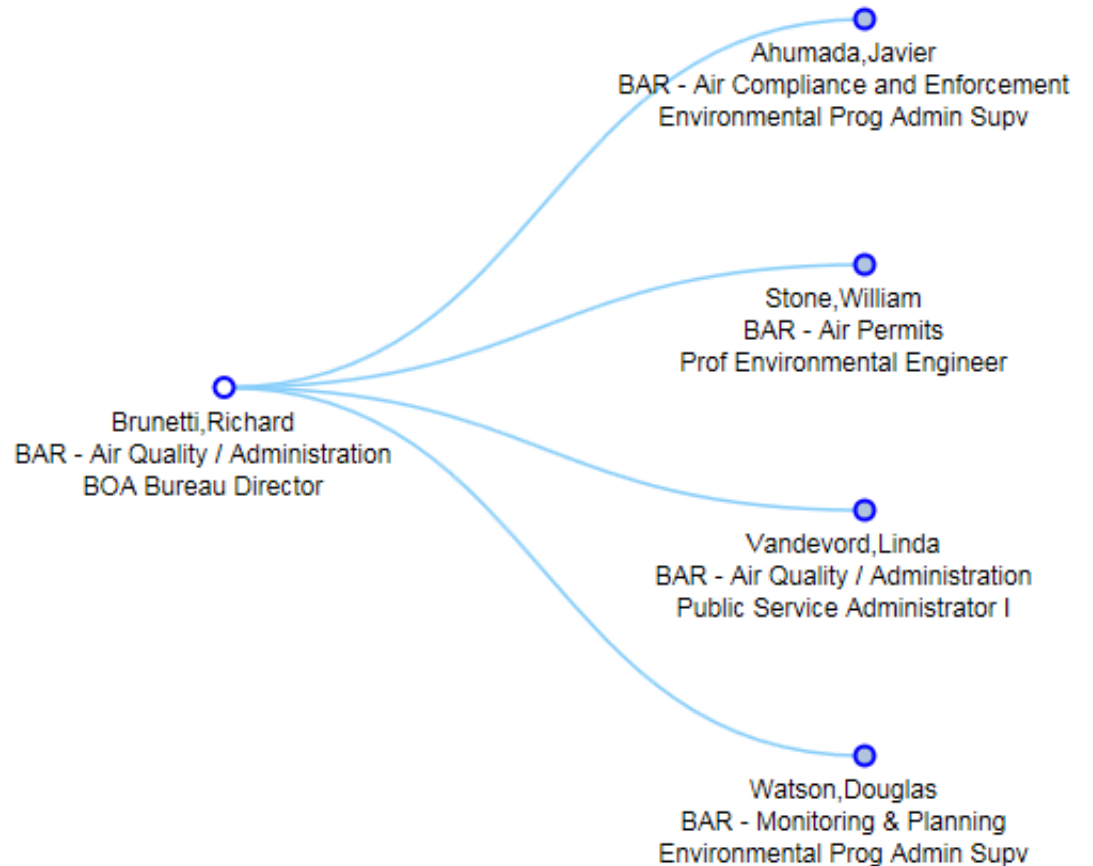 Ahumada,Javier
BAR - Air Compliance and Enforcement
Environmental Prog Admin Supv
Stone,William
BAR - Air Permits
Prof Environmental Engineer
Brunetti,Richard
BAR - Air Quality / Administration
BOA Bureau Director
Vandevord,Linda
BAR - Air Quality / Administration
Public Service Administrator I
Watson,Douglas
BAR - Monitoring & Planning
Environmental Prog Admin Supv